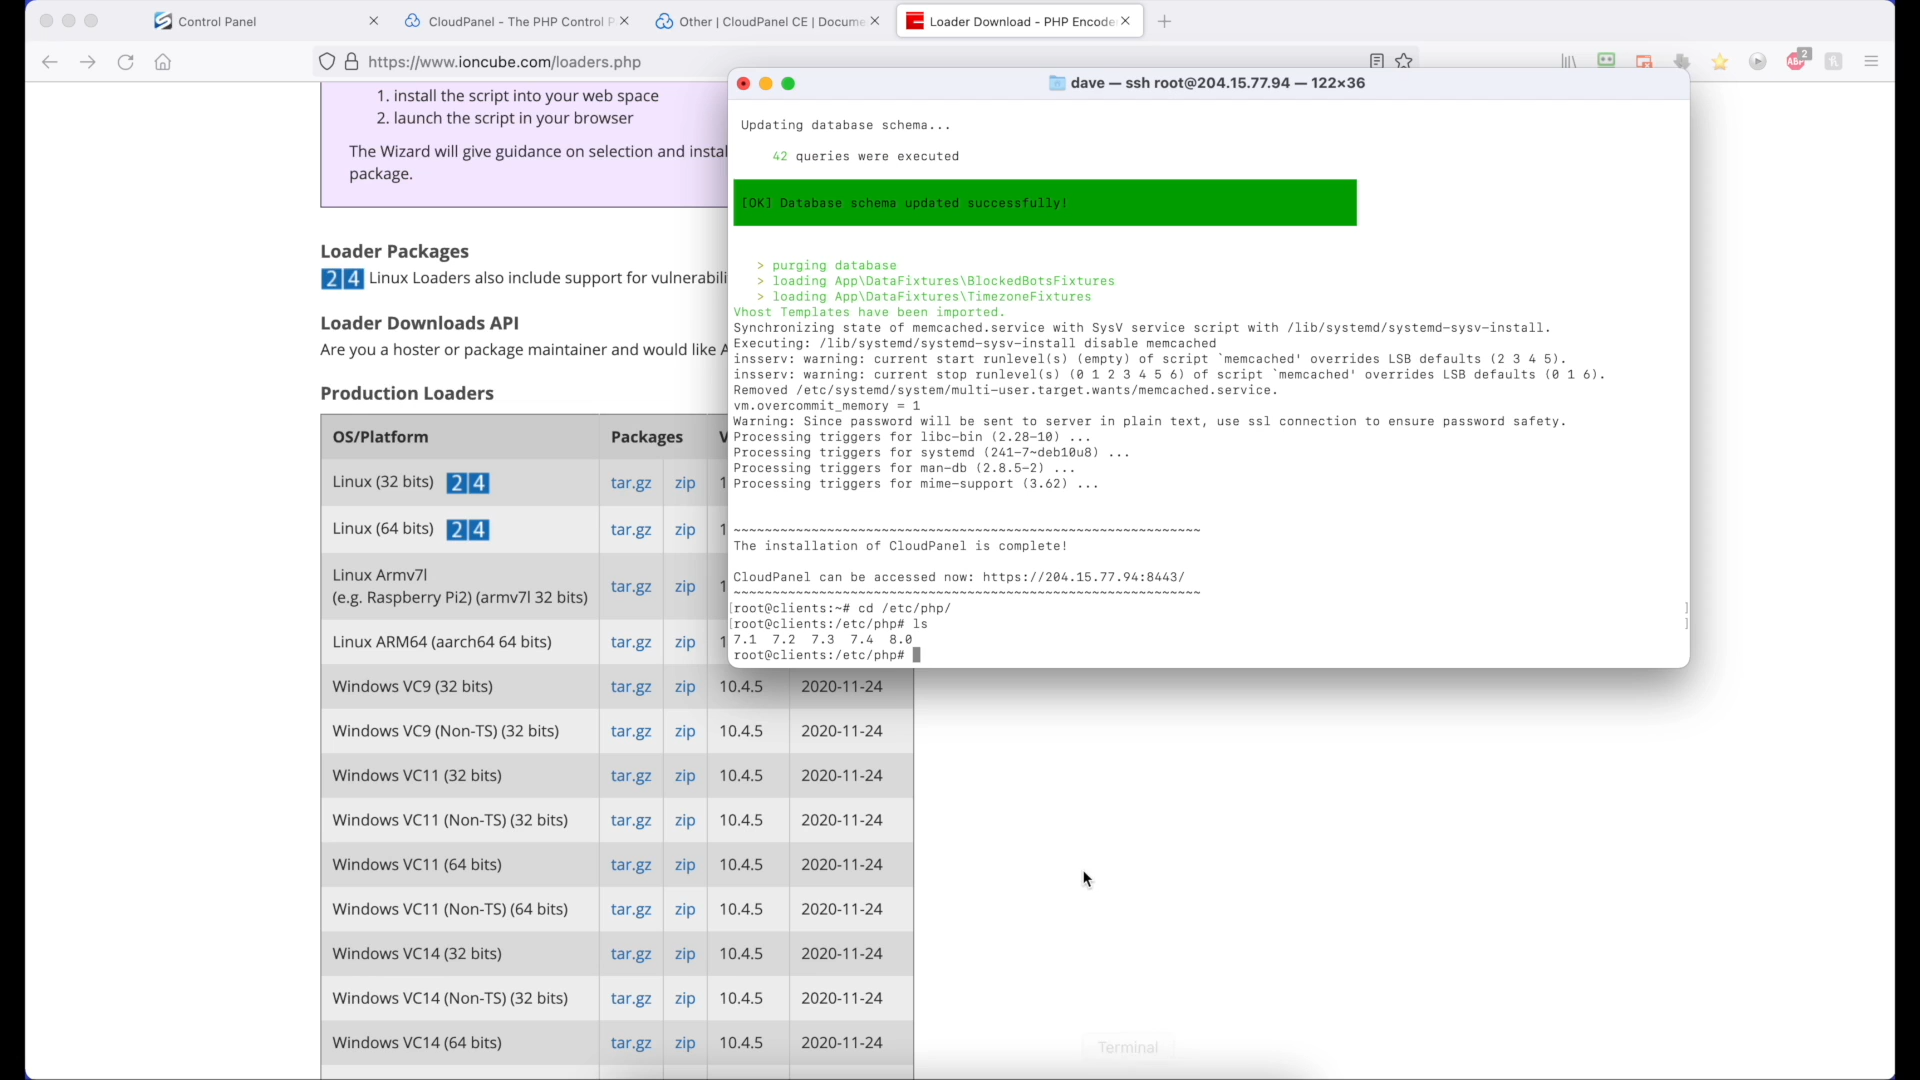 Control Panel
CloudPanel - The PHP Control P
Other | CloudPanel CE | Docume
Loader Download - PHP Encode
https://www.ioncube.com/loaders.php
ABP
2
1. install the script into your web space
2. launch the script in your browser
The Wizard will give guidance on selection and instal
package.
Loader Packages
24 Linux Loaders also include support for vulnerabili
Loader Downloads API
Are you a hoster or package maintainer and would like A
Production Loaders
OS/Platform Packages V
Linux (32 bits) 24 tar.gz zip 1
Linux (64 bits) 24 tar.gz zip 1
Linux Armv7l
(e.g. Raspberry Pi2) (armv7l 32 bits) tar.gz zip 1
Linux ARM64 (aarch64 64 bits) tar.gz zip 1
Windows VC9 (32 bits) tar.gz zip 10.4.5 2020-11-24
Windows VC9 (Non-TS) (32 bits) tar.gz zip 10.4.5 2020-11-24
Windows VC11 (32 bits) tar.gz zip 10.4.5 2020-11-24
Windows VC11 (Non-TS) (32 bits) tar.gz zip 10.4.5 2020-11-24
Windows VC11 (64 bits) tar.gz zip 10.4.5 2020-11-24
Windows VC11 (Non-TS) (64 bits) tar.gz zip 10.4.5 2020-11-24
Windows VC14 (32 bits) tar.gz zip 10.4.5 2020-11-24
Windows VC14 (Non-TS) (32 bits) tar.gz zip 10.4.5 2020-11-24
Windows VC14 (64 bits) tar.gz zip 10.4.5 2020-11-24
dave — ssh root@204.15.77.94 — 122×36
Updating database schema...
42 queries were executed
[OK] Database schema updated successfully!
> purging database
> loading App\DataFixtures\BlockedBotsFixtures
> loading App\DataFixtures\TimezoneFixtures
Vhost Templates have been imported.
Synchronizing state of memcached.service with SysV service script with /lib/systemd/systemd-sysv-install.
Executing: /lib/systemd/systemd-sysv-install disable memcached
insserv: warning: current start runlevel(s) (empty) of script `memcached' overrides LSB defaults (2 3 4 5).
insserv: warning: current stop runlevel(s) (0 1 2 3 4 5 6) of script `memcached' overrides LSB defaults (0 1 6).
Removed /etc/systemd/system/multi-user.target.wants/memcached.service.
vm.overcommit_memory = 1
Warning: Since password will be sent to server in plain text, use ssl connection to ensure password safety.
Processing triggers for libc-bin (2.28-10) ...
Processing triggers for systemd (241-7~deb10u8) ...
Processing triggers for man-db (2.8.5-2) ...
Processing triggers for mime-support (3.62) ...
~~~~~~~~~~~~~~~~~~~~~~~~~~~~~~~~~~~~~~~~~~~~~~~~~~~~~~~~~~~~
The installation of CloudPanel is complete!
CloudPanel can be accessed now: https://204.15.77.94:8443/
~~~~~~~~~~~~~~~~~~~~~~~~~~~~~~~~~~~~~~~~~~~~~~~~~~~~~~~~~~~~
[root@clients:~# cd /etc/php/ ]
[root@clients:/etc/php# ls ]
7.1 7.2 7.3 7.4 8.0
root@clients:/etc/php#
Terminal